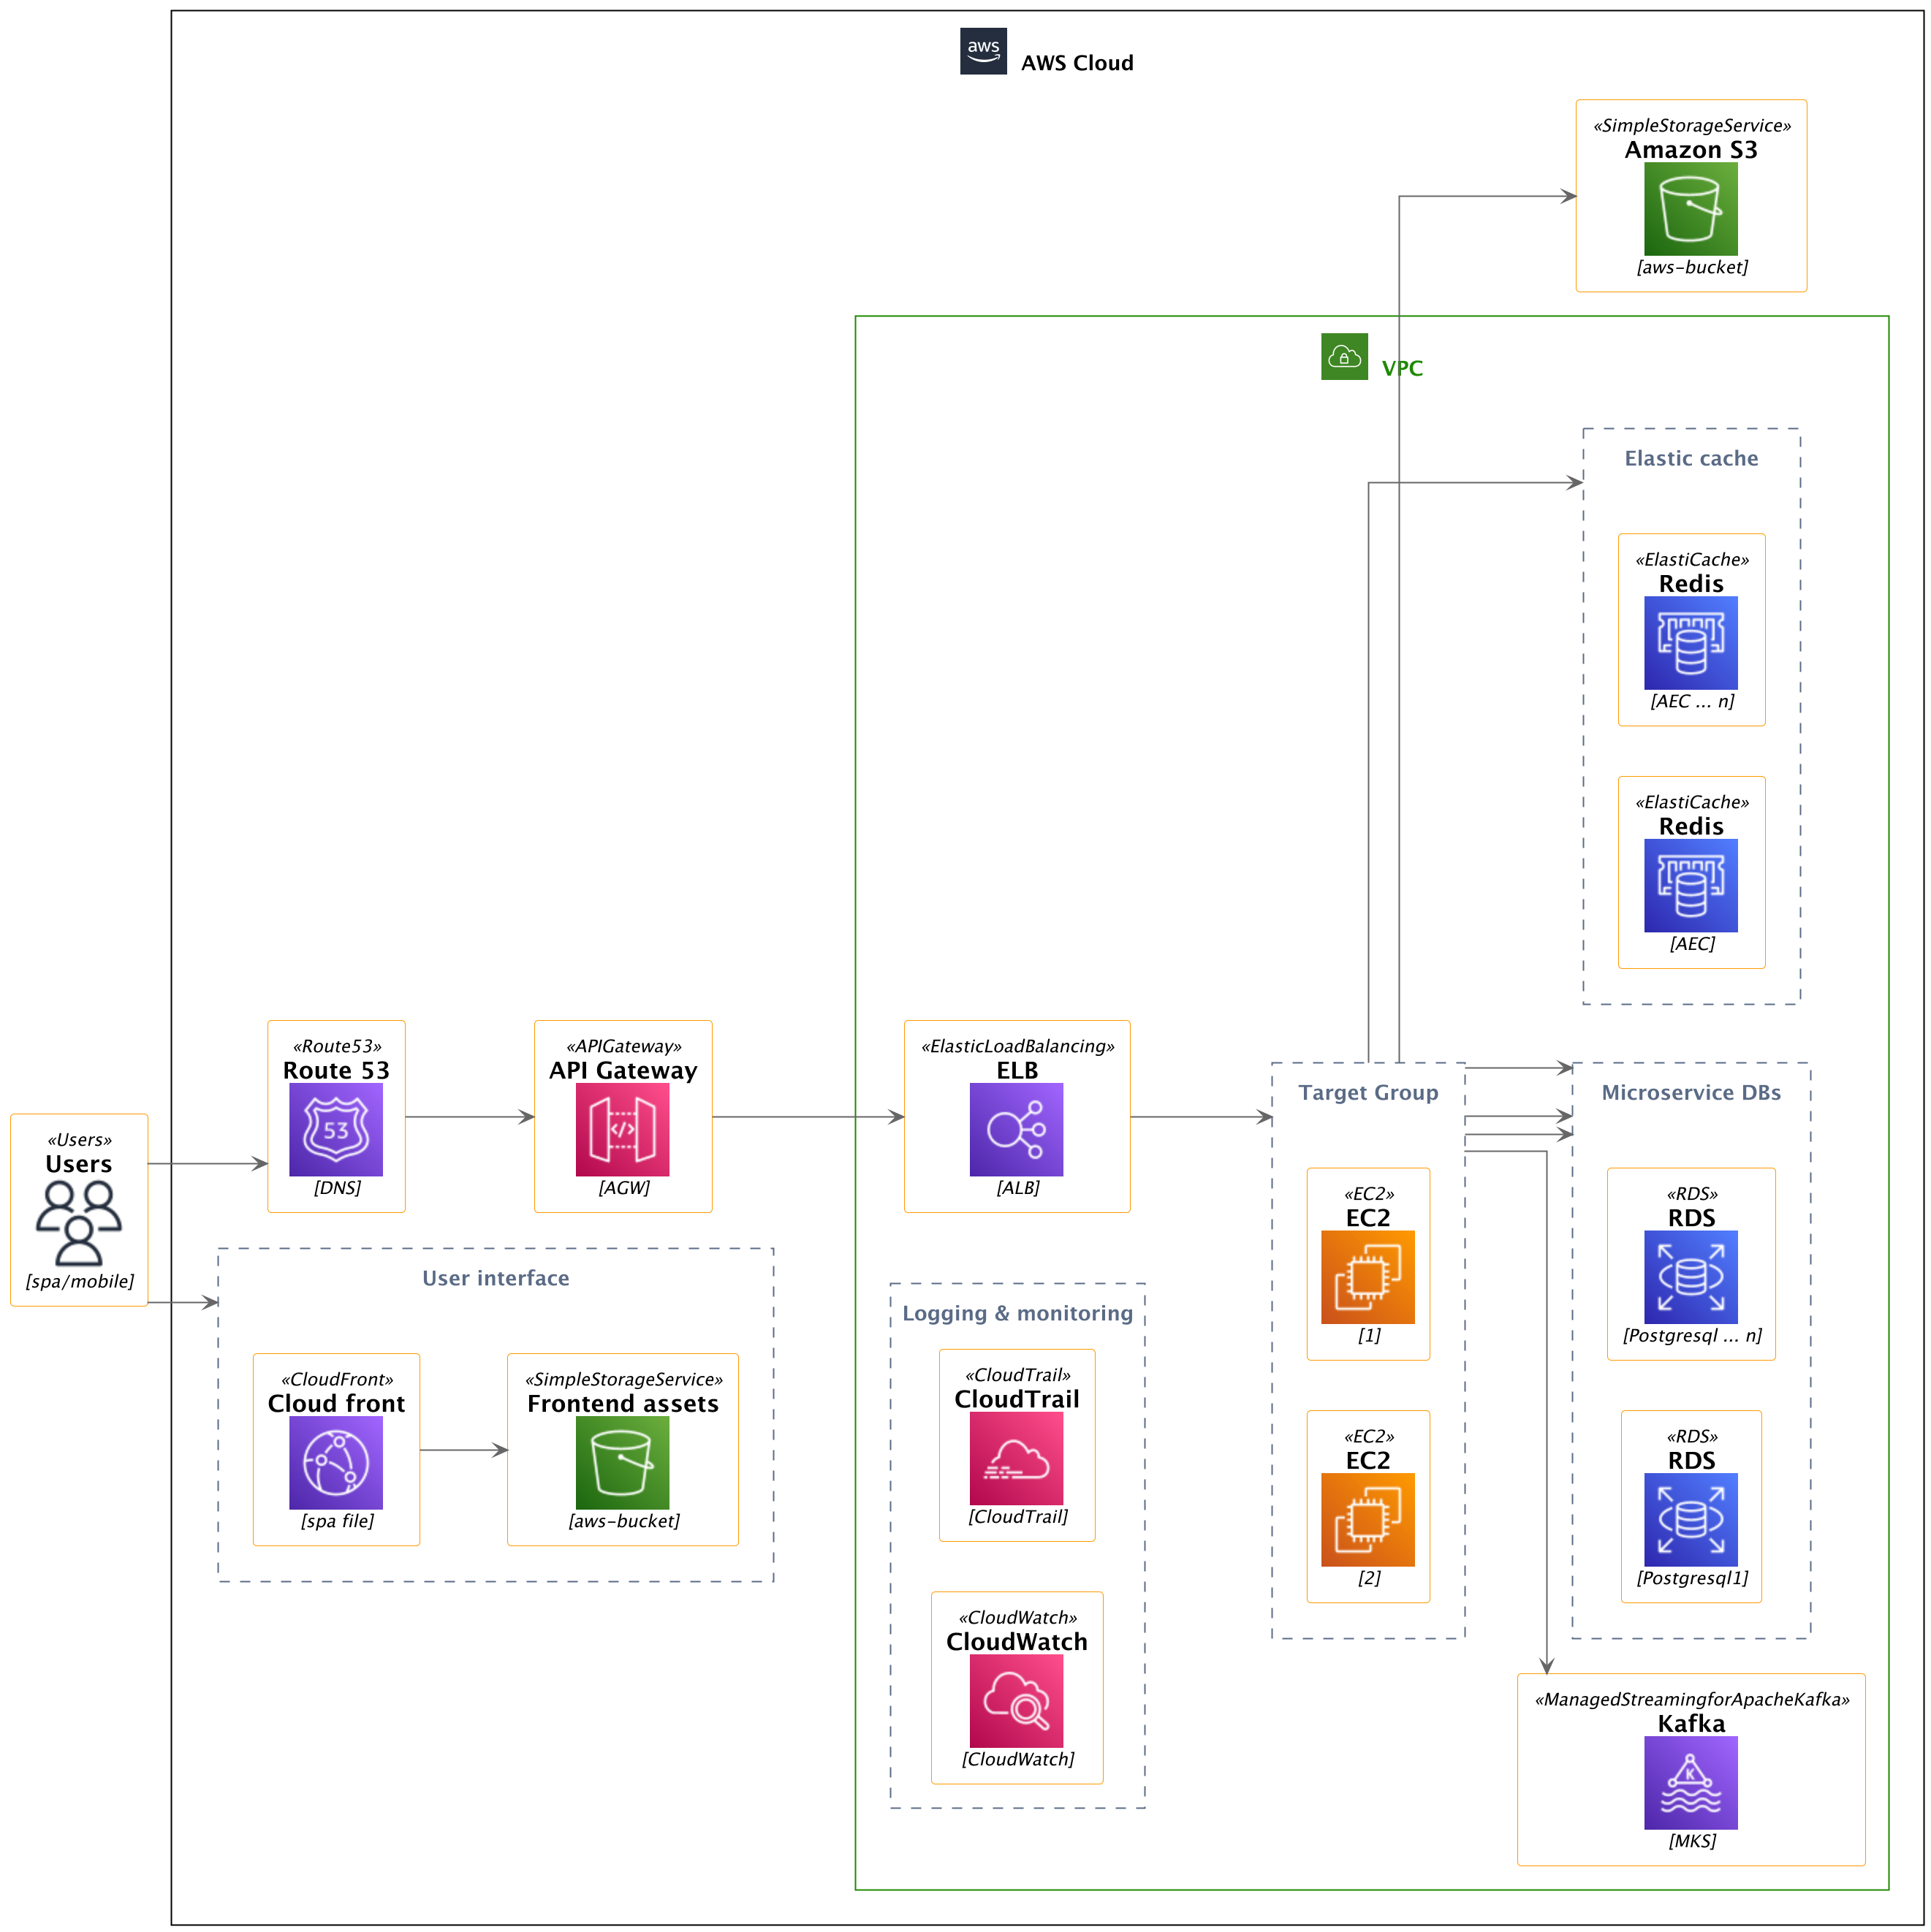 aws
AWS Cloud
«SimpleStorageService»
Amazon S3
[aws-bucket]
VPC
Elastic cache
«ElastiCache»
Redis
[AEC ... n]
«ElastiCache»
Redis
[AEC]
«Users»
Users
[spa/mobile]
«Route53»
Route 53
53
[DNS]
«APIGateway»
API Gateway
</>
[AGW]
«ElasticLoadBalancing»
ELB
[ALB]
Target Group
«EC2»
EC2
[1]
«EC2»
EC2
[2]
Microservice DBs
«RDS»
RDS
[Postgresql ... n]
«RDS»
RDS
[Postgresql1]
User interface
«CloudFront»
Cloud front
[spa file]
«SimpleStorageService»
Frontend assets
[aws-bucket]
Logging & monitoring
«CloudTrail»
CloudTrail
[CloudTrail]
«CloudWatch»
CloudWatch
[CloudWatch]
«ManagedStreamingforApacheKafka»
Kafka
K
[MKS]